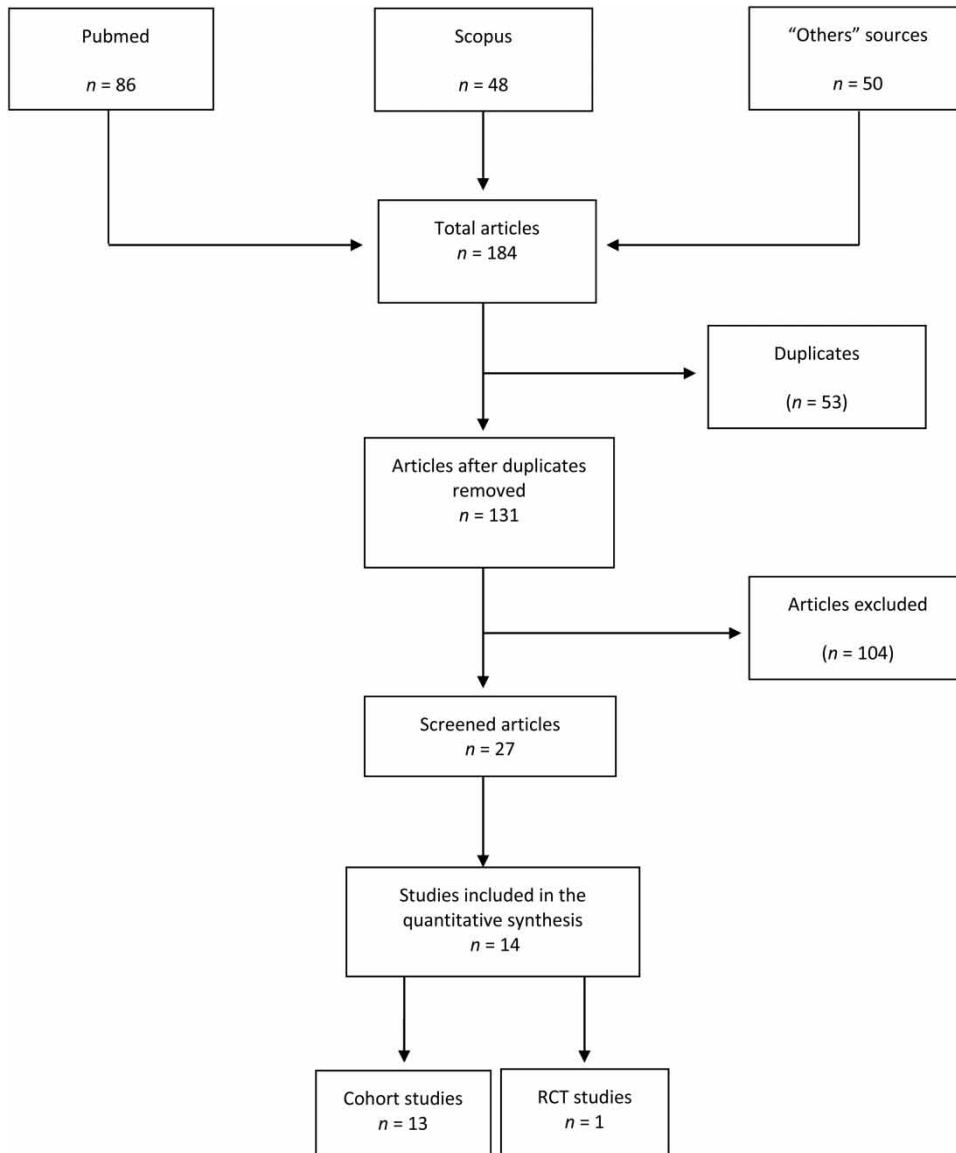 Pubmed
n = 86
Scopus
n = 48
“Others” sources
n = 50
Total articles
n = 184
Duplicates
(n = 53)
Articles after duplicates
removed
n = 131
Articles excluded
(n = 104)
Screened articles
n = 27
Studies included in the
quantitative synthesis
n = 14
Cohort studies
n = 13
RCT studies
n = 1